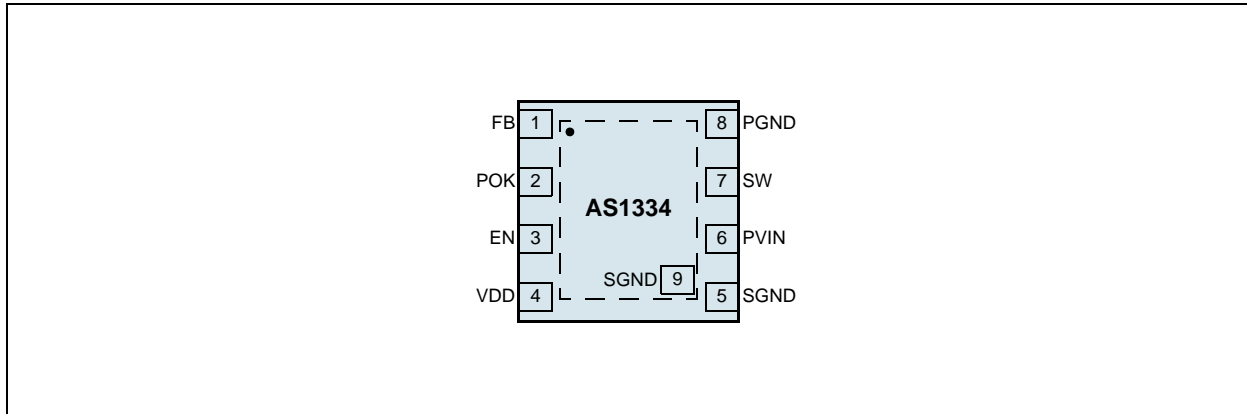 FB 1 8 PGND
POK 2 7 SW
AS1334
EN 3 6 PVIN
SGND 9
VDD 4 5 SGND